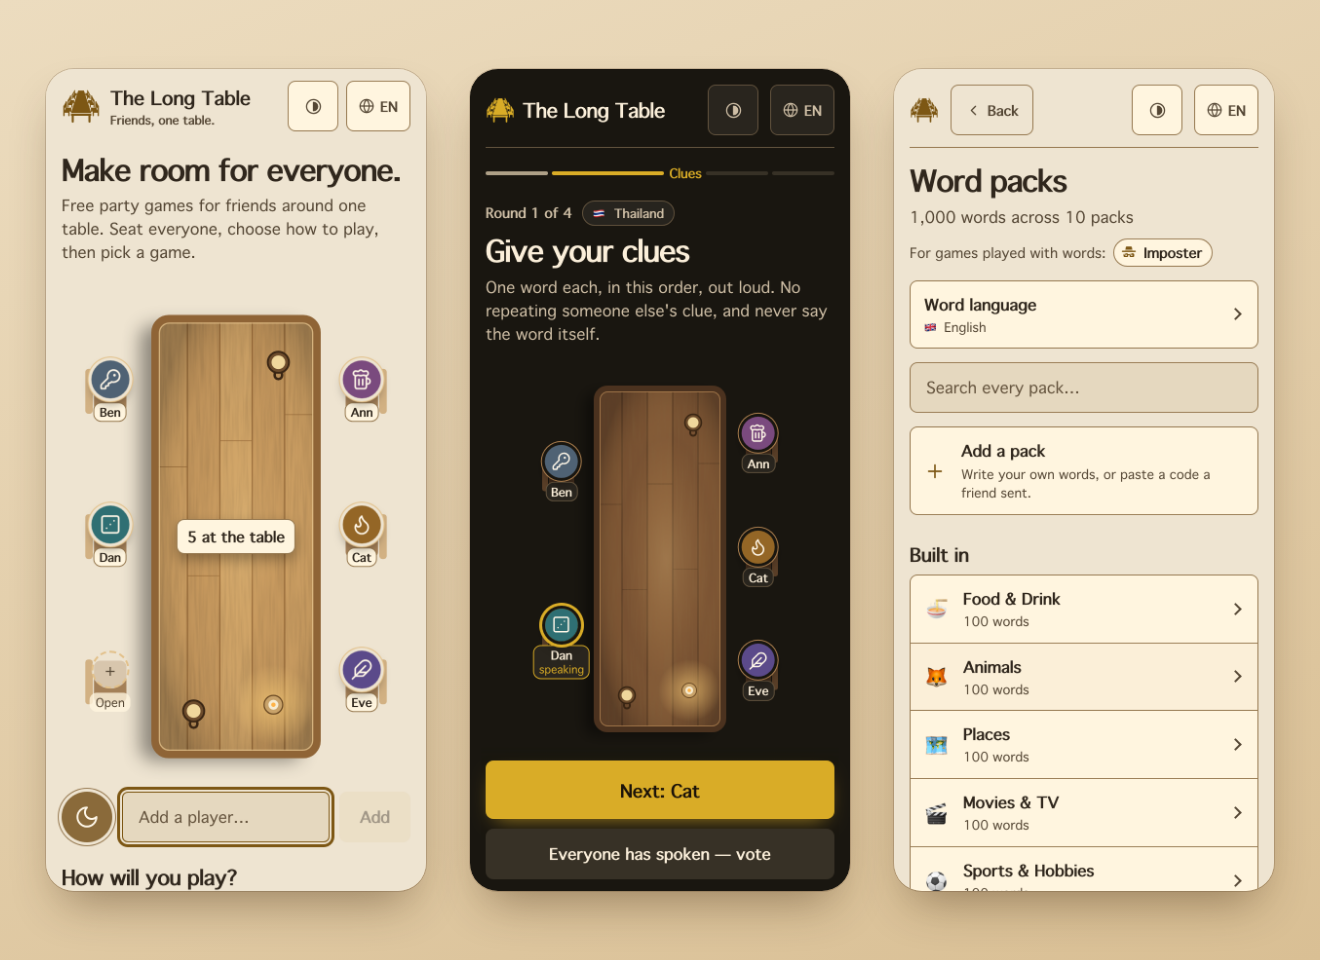 The Long Table
Friends, one table.
EN
Make room for everyone.
Free party games for friends around one
table. Seat everyone, choose how to play,
then pick a game.
Ben
Ann
Dan
5 at the table
Cat
Open
Eve
Add a player...
Add
How will you play?
The Long Table
EN
Clues
Round 1 of 4
Thailand
Give your clues
One word each, in this order, out loud. No
repeating someone else's clue, and never say
the word itself.
Ann
Ben
Cat
Dan
speaking
Eve
Next: Cat
Everyone has spoken — vote
Back
EN
Word packs
1,000 words across 10 packs
For games played with words:
Imposter
Word language
English
Search every pack...
Add a pack
Write your own words, or paste a code a
friend sent.
Built in
Food & Drink
100 words
Animals
100 words
Places
100 words
Movies & TV
100 words
Sports & Hobbies